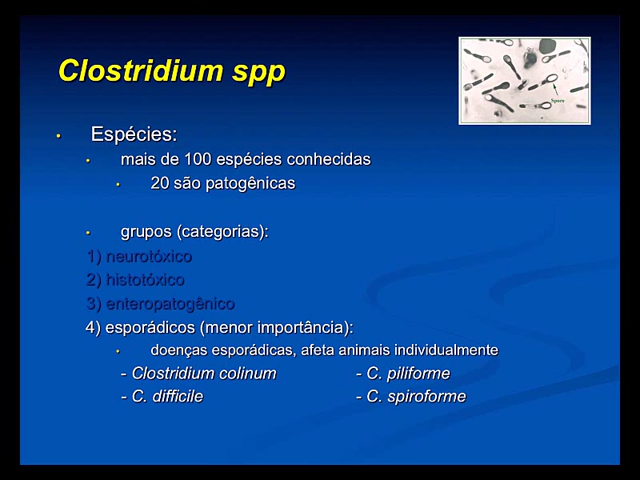 Clostridium spp
Spore
• Espécies:
• mais de 100 espécies conhecidas
• 20 são patogênicas
• grupos (categorias):
1) neurotóxico
2) histotóxico
3) enteropatogênico
4) esporádicos (menor importância):
• doenças esporádicas, afeta animais individualmente
- Clostridium colinum - C. piliforme
- C. difficile - C. spiroforme